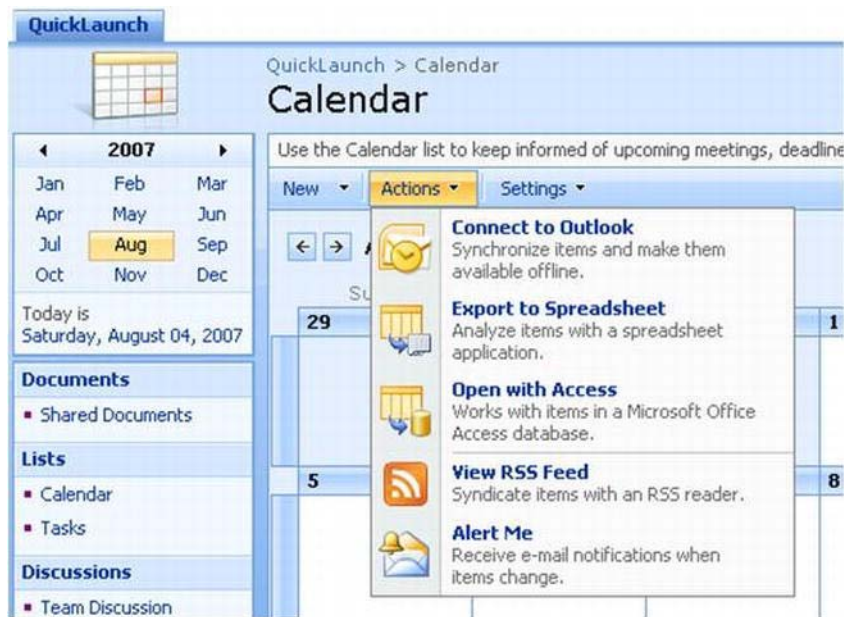 QuickLaunch
QuickLaunch > Calendar
Calendar
2007
Jan Feb Mar
Apr May Jun
Jul Aug Sep
Oct Nov Dec
Today is
Saturday, August 04, 2007
Documents
Shared Documents
Lists
Calendar
Tasks
Discussions
Team Discussion
Use the Calendar list to keep informed of upcoming meetings, deadline
New Actions Settings
Connect to Outlook
Synchronize items and make them
available offline.
Export to Spreadsheet
Analyze items with a spreadsheet
application.
Open with Access
Works with items in a Microsoft Office
Access database.
View RSS Feed
Syndicate items with an RSS reader.
Alert Me
Receive e-mail notifications when
items change.
Su
29 1
5 8